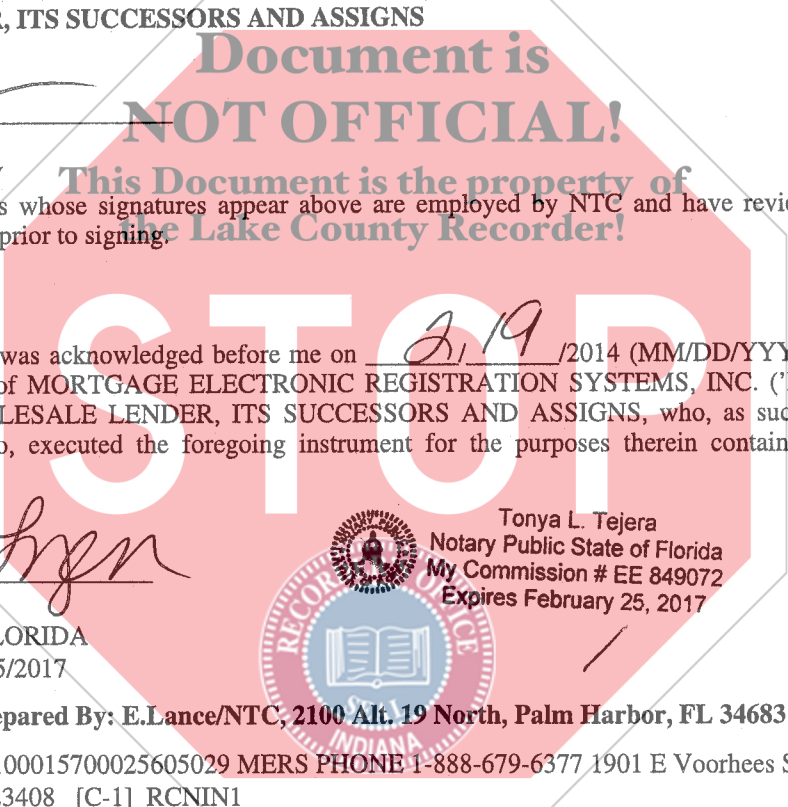 , ITS SUCCESSORS AND ASSIGNS
Document is
NOT OFFICIAL!
This Document is the property of
the Lake County Recorder!
s whose signatures appear above are employed by NTC and have revie
prior to signing.
STOP
was acknowledged before me on 2/19/2014 (MM/DD/YYY
of MORTGAGE ELECTRONIC REGISTRATION SYSTEMS, INC. ('
LESALE LENDER, ITS SUCCESSORS AND ASSIGNS, who, as suc
o, executed the foregoing instrument for the purposes therein contain
Tonya L. Tejera
Notary Public State of Florida
My Commission # EE 849072
Expires February 25, 2017
LORIDA
5/2017
RECORDER'S OFFICE
SEAL
INDIANA
epared By: E.Lance/NTC, 2100 Alt. 19 North, Palm Harbor, FL 34683
100015700025605029 MERS PHONE 1-888-679-6377 1901 E Voorhees S
3408 [C-1] RCNIN1